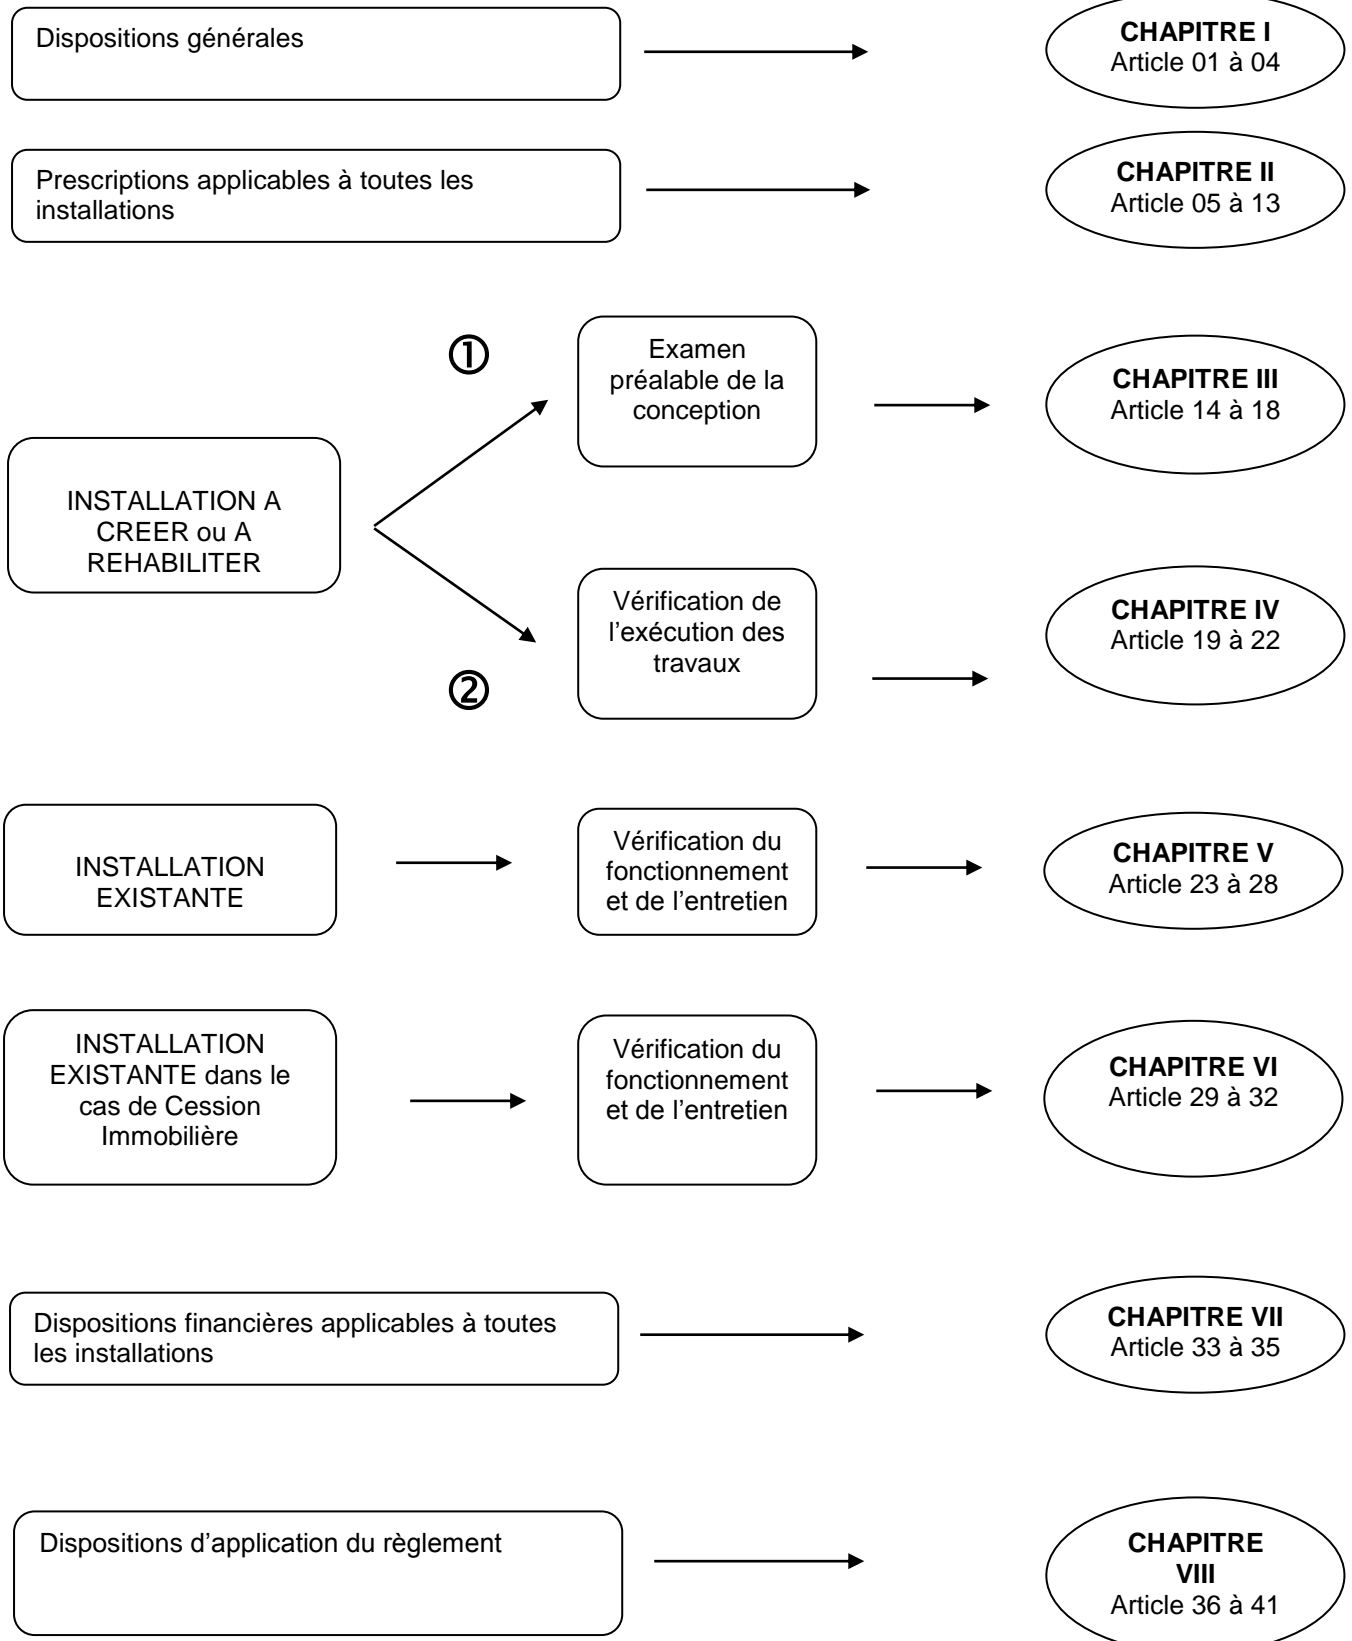 Dispositions générales
CHAPITRE I
Article 01 à 04
Prescriptions applicables à toutes les
installations
CHAPITRE II
Article 05 à 13
①
Examen
préalable de la
conception
CHAPITRE III
Article 14 à 18
INSTALLATION A
CREER ou A
REHABILITER
Vérification de
l’exécution des
travaux
CHAPITRE IV
Article 19 à 22
②
INSTALLATION
EXISTANTE
Vérification du
fonctionnement
et de l’entretien
CHAPITRE V
Article 23 à 28
INSTALLATION
EXISTANTE dans le
cas de Cession
Immobilière
Vérification du
fonctionnement
et de l’entretien
CHAPITRE VI
Article 29 à 32
Dispositions financières applicables à toutes
les installations
CHAPITRE VII
Article 33 à 35
Dispositions d’application du règlement
CHAPITRE
VIII
Article 36 à 41